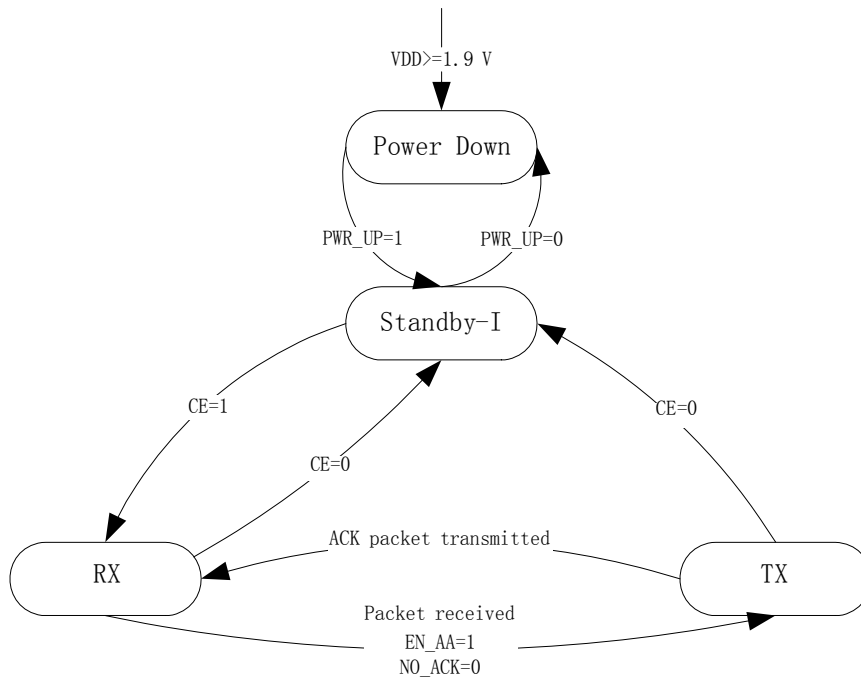 VDD>=1.9 V
Power Down
PWR_UP=1
PWR_UP=0
Standby-I
CE=1
CE=0
CE=0
ACK packet transmitted
RX
TX
Packet received
EN_AA=1
NO_ACK=0